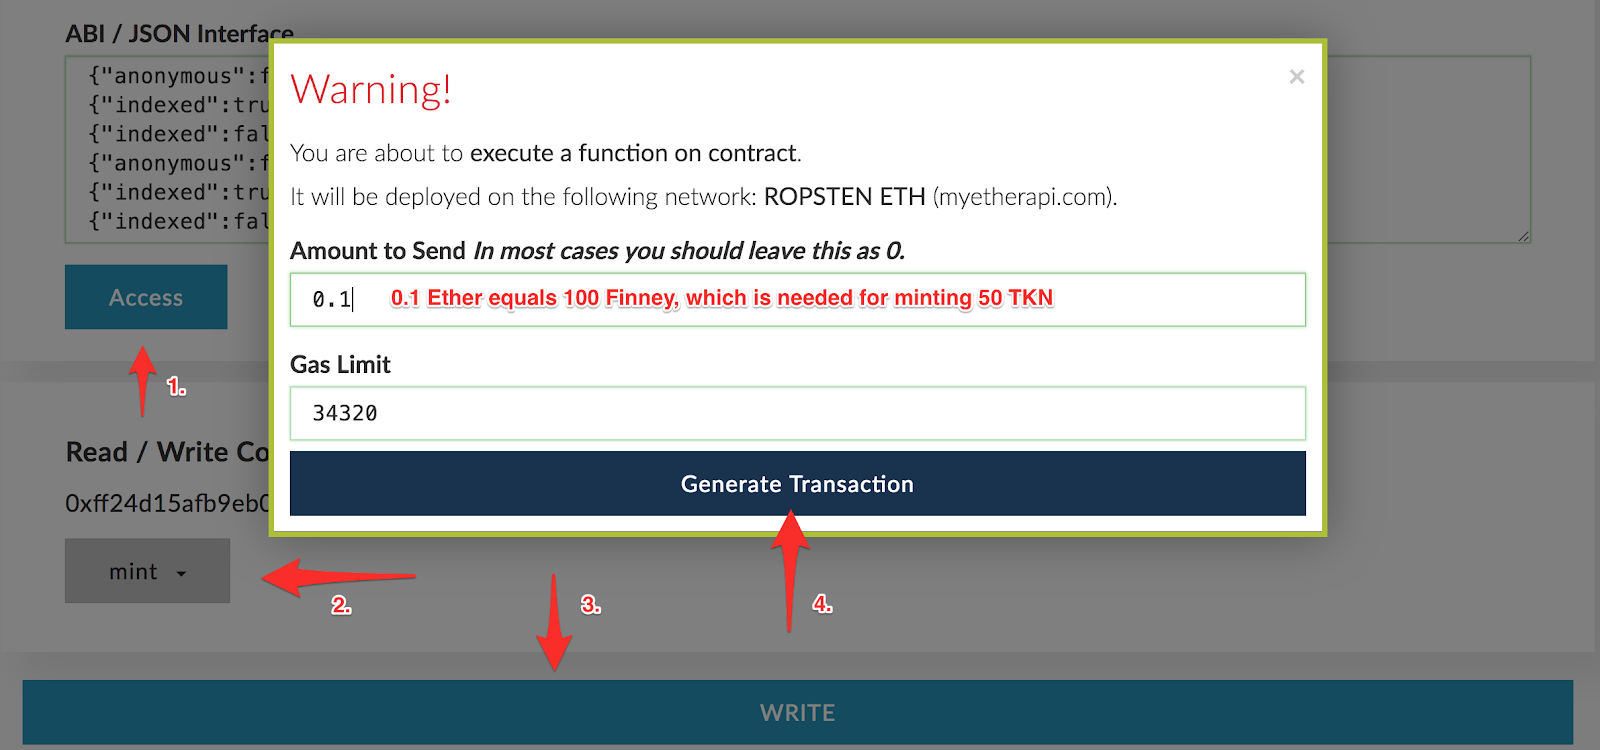 ABI / JSON Interface
{"anonymous":f
{"indexed":tru
{"indexed":fal
{"anonymous":f
{"indexed":tru
{"indexed":fal
Access
1.
Read / Write Co
0xff24d15afb9eb0
mint
2.
3.
4.
WRITE
Warning!
×
You are about to execute a function on contract.
It will be deployed on the following network: ROPSTEN ETH (myetherapi.com).
Amount to Send In most cases you should leave this as 0.
0.1 0.1 Ether equals 100 Finney, which is needed for minting 50 TKN
Gas Limit
34320
Generate Transaction